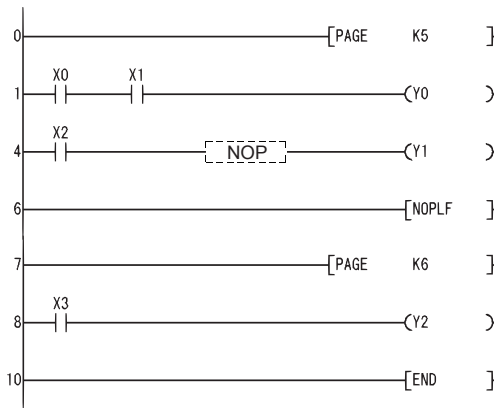 0 [PAGE K5 ]
X0 X1
1 (Y0 )
X2
4 NOP (Y1 )
6 [NOPLF ]
7 [PAGE K6 ]
X3
8 (Y2 )
10 [END ]